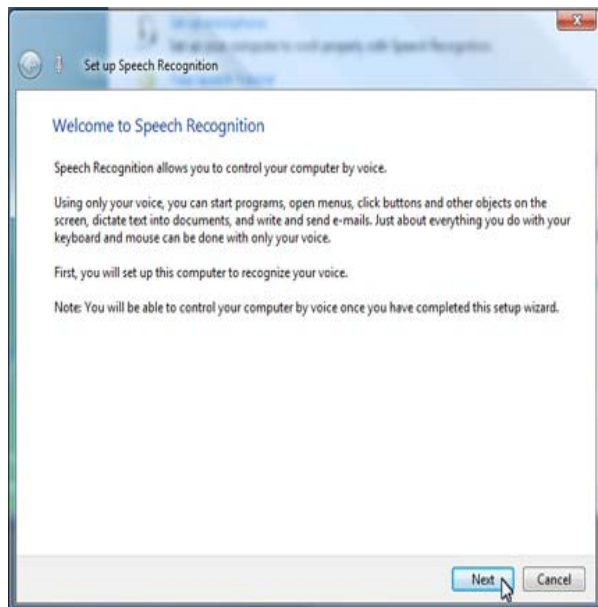 Set up Speech Recognition
Welcome to Speech Recognition
Speech Recognition allows you to control your computer by voice.
Using only your voice, you can start programs, open menus, click buttons and other objects on the
screen, dictate text into documents, and write and send e-mails. Just about everything you do with your
keyboard and mouse can be done with only your voice.
First, you will set up this computer to recognize your voice.
Note: You will be able to control your computer by voice once you have completed this setup wizard.
Next Cancel